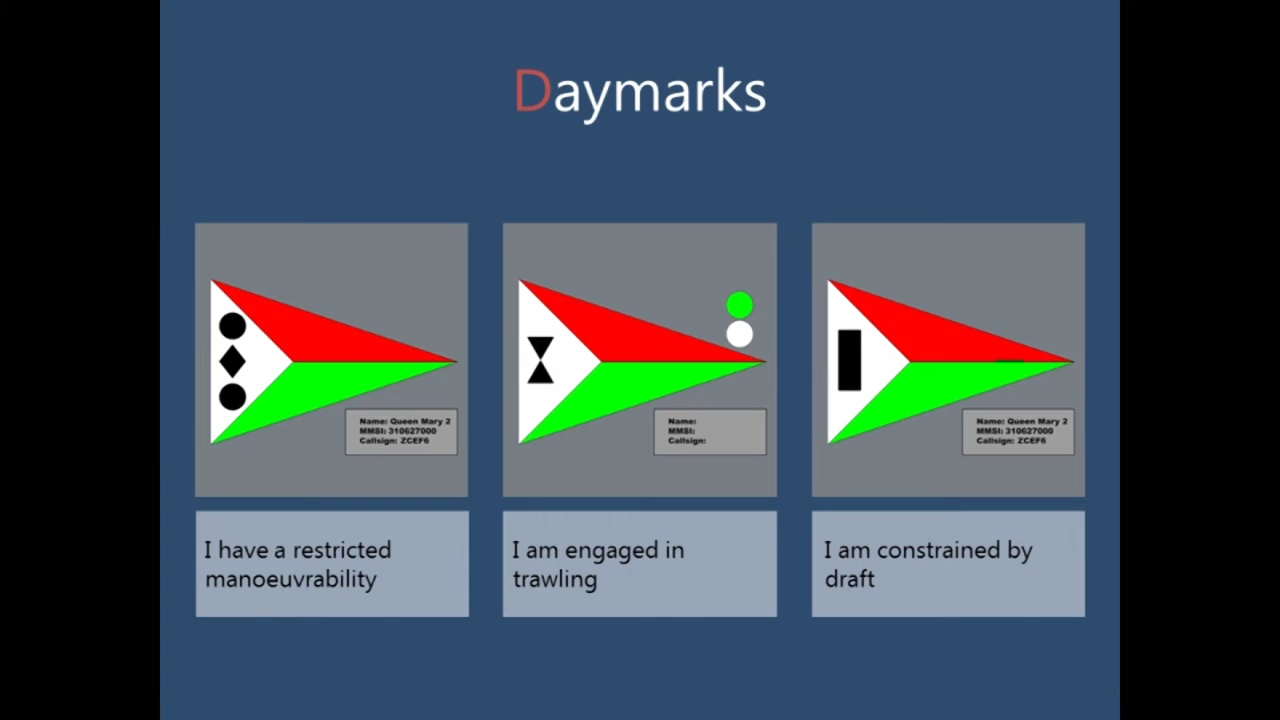 Daymarks
Name: Queen Mary 2
MMSI: 310627000
Callsign: ZCEF6
Name:
MMSI:
Callsign:
Name: Queen Mary 2
MMSI: 310627000
Callsign: ZCEF6
I have a restricted
manoeuvrability
I am engaged in
trawling
I am constrained by
draft